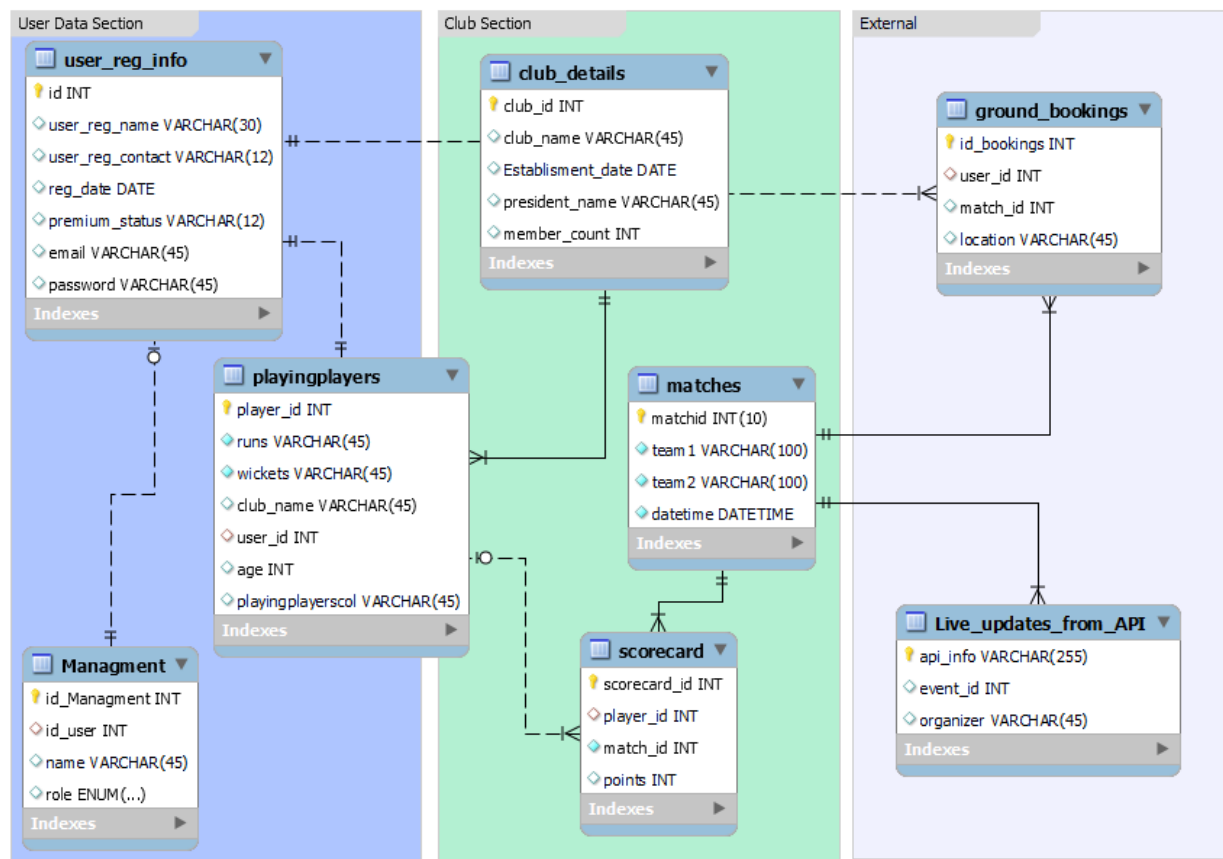 User Data Section
user_reg_info
id INT
user_reg_name VARCHAR(30)
user_reg_contact VARCHAR(12)
reg_date DATE
premium_status VARCHAR(12)
email VARCHAR(45)
password VARCHAR(45)
Indexes
playingplayers
player_id INT
runs VARCHAR(45)
wickets VARCHAR(45)
club_name VARCHAR(45)
user_id INT
age INT
playingplayerscol VARCHAR(45)
Indexes
Managment
id_Managment INT
id_user INT
name VARCHAR(45)
role ENUM(...)
Indexes
Club Section
club_details
club_id INT
club_name VARCHAR(45)
Establisment_date DATE
president_name VARCHAR(45)
member_count INT
Indexes
matches
matchid INT(10)
team1 VARCHAR(100)
team2 VARCHAR(100)
datetime DATETIME
Indexes
scorecard
scorecard_id INT
player_id INT
match_id INT
points INT
Indexes
External
ground_bookings
id_bookings INT
user_id INT
match_id INT
location VARCHAR(45)
Indexes
Live_updates_from_API
api_info VARCHAR(255)
event_id INT
organizer VARCHAR(45)
Indexes